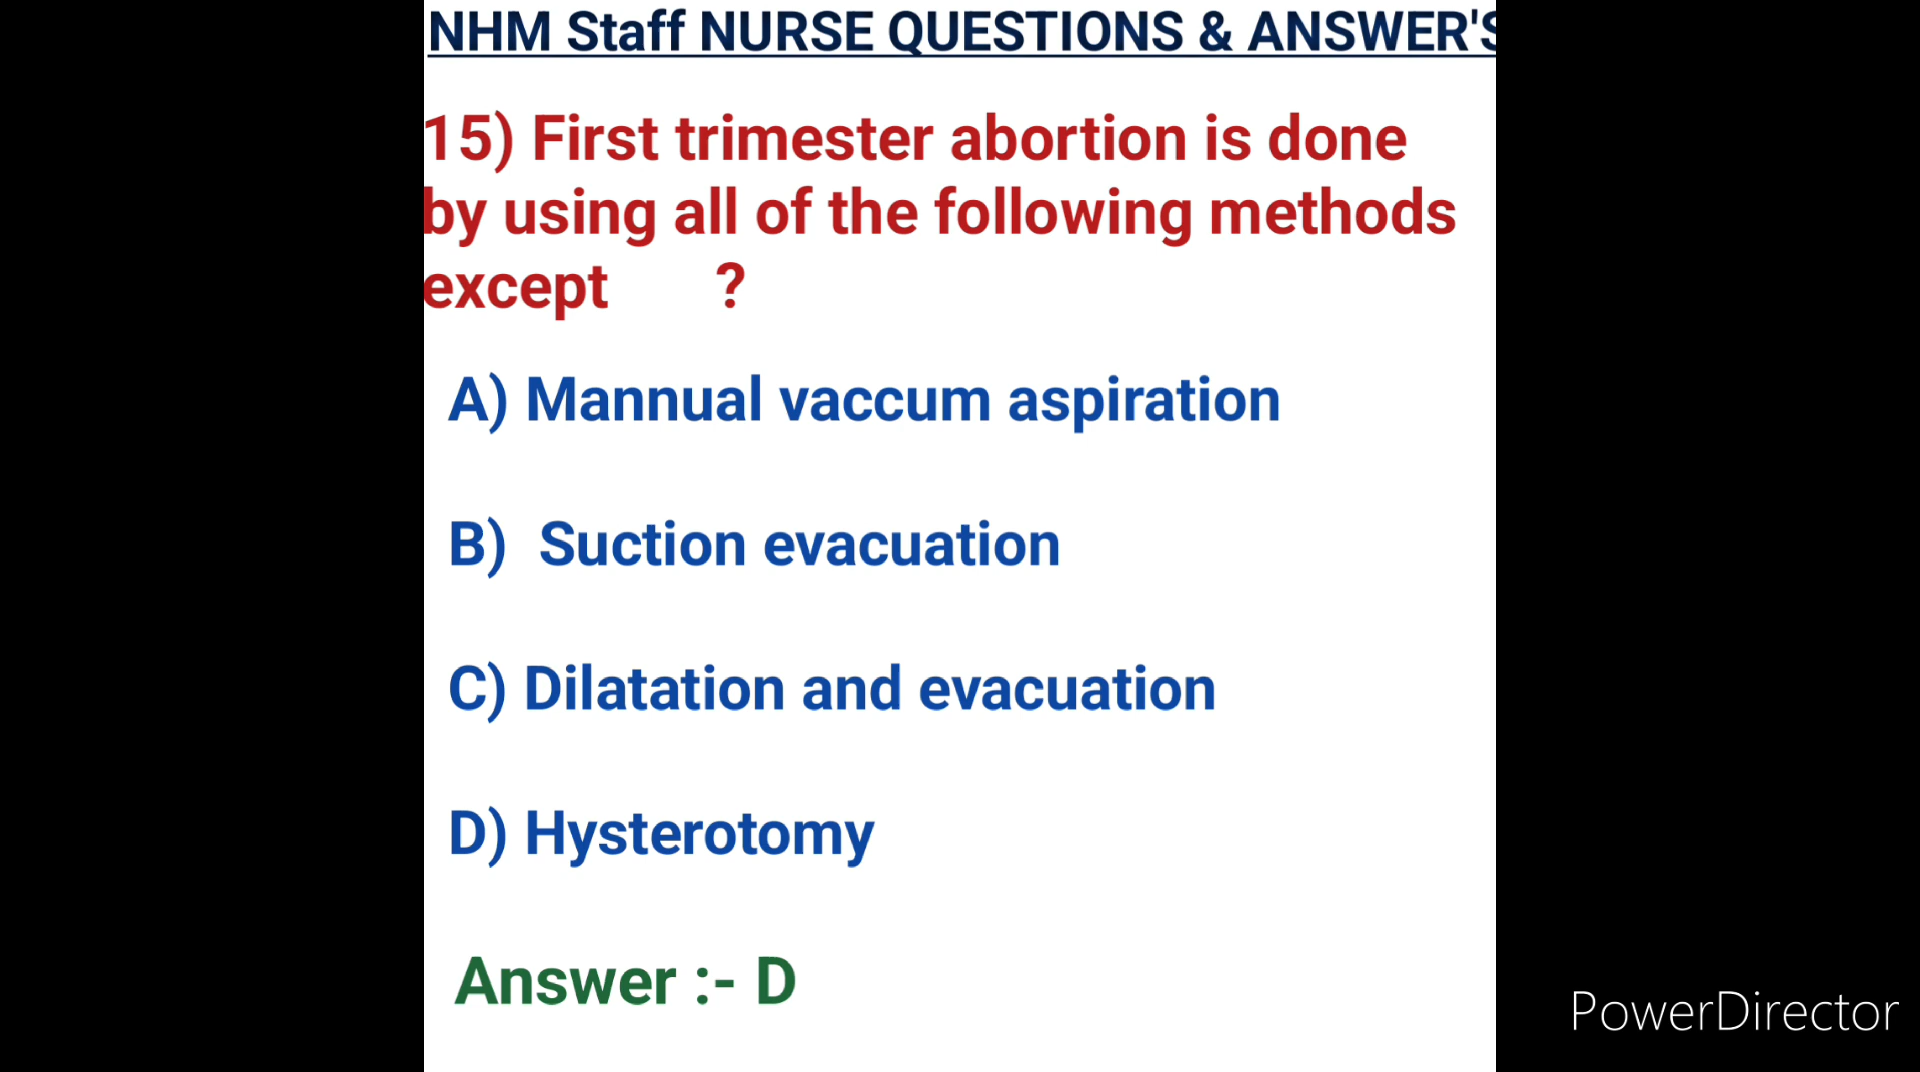 NHM Staff NURSE QUESTIONS & ANSWER'S
15) First trimester abortion is done
by using all of the following methods
except ?
A) Mannual vaccum aspiration
B) Suction evacuation
C) Dilatation and evacuation
D) Hysterotomy
Answer :- D
PowerDirector